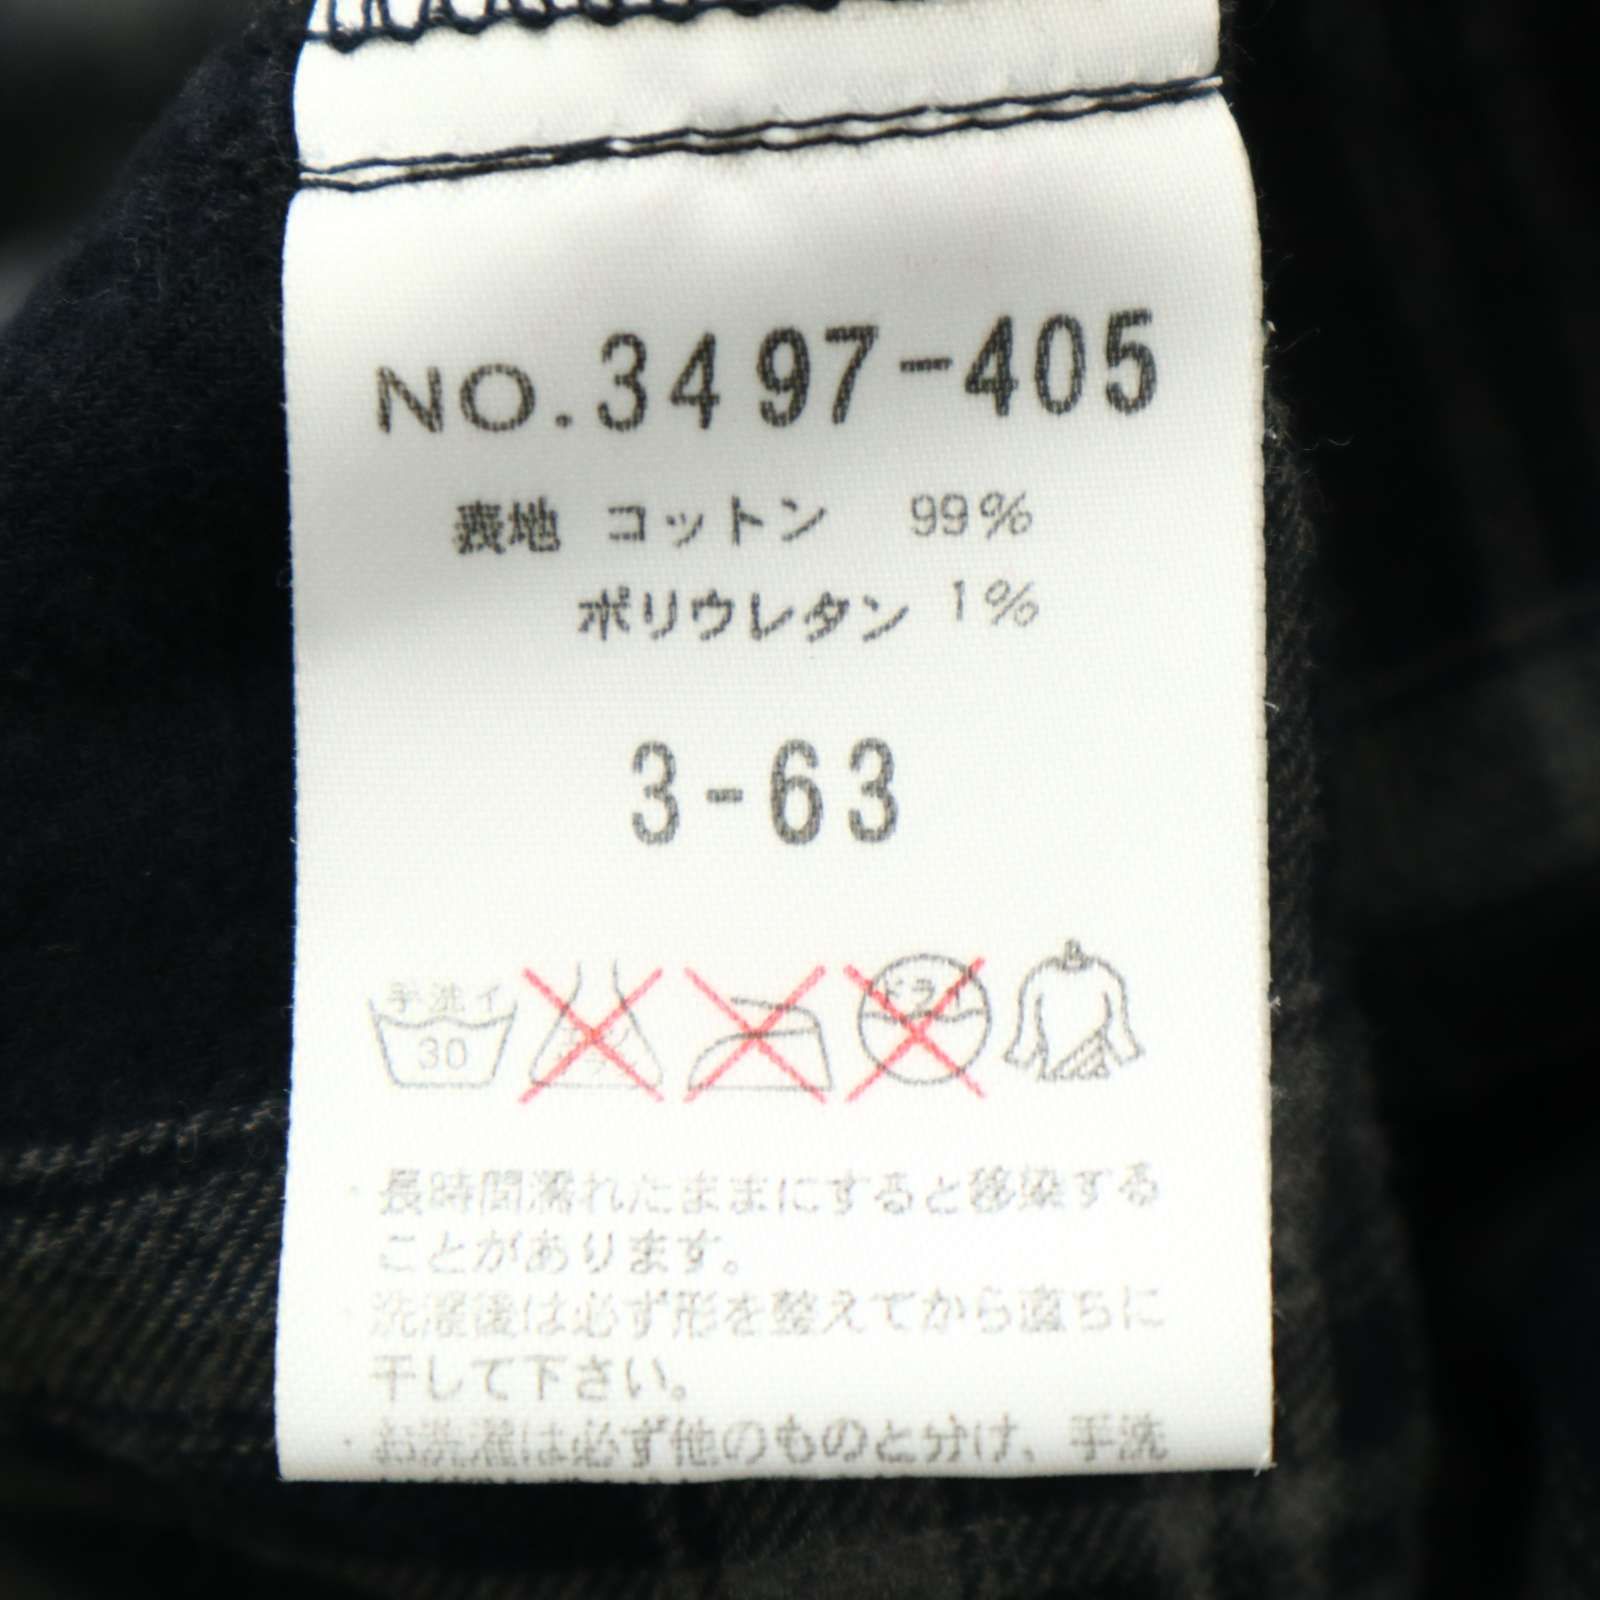 NO.3497-405
表地 コットン 99%
ポリウレタン 1%
3-63
手洗イ
30
ドライ
・長時間濡れたままにすると移染する
ことがあります。
・洗濯後は必ず形を整えてから直ちに
干して下さい。
・お洗濯は必ず他のものと分け、手洗